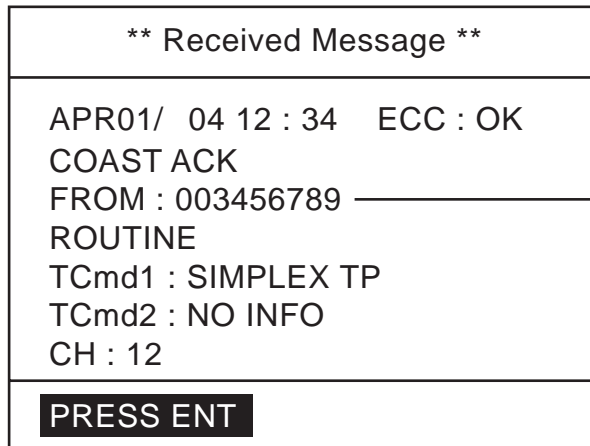 ** Received Message **
APR01/ 04 12 : 34 ECC : OK
COAST ACK
FROM : 003456789
ROUTINE
TCmd1 : SIMPLEX TP
TCmd2 : NO INFO
CH : 12
PRESS ENT